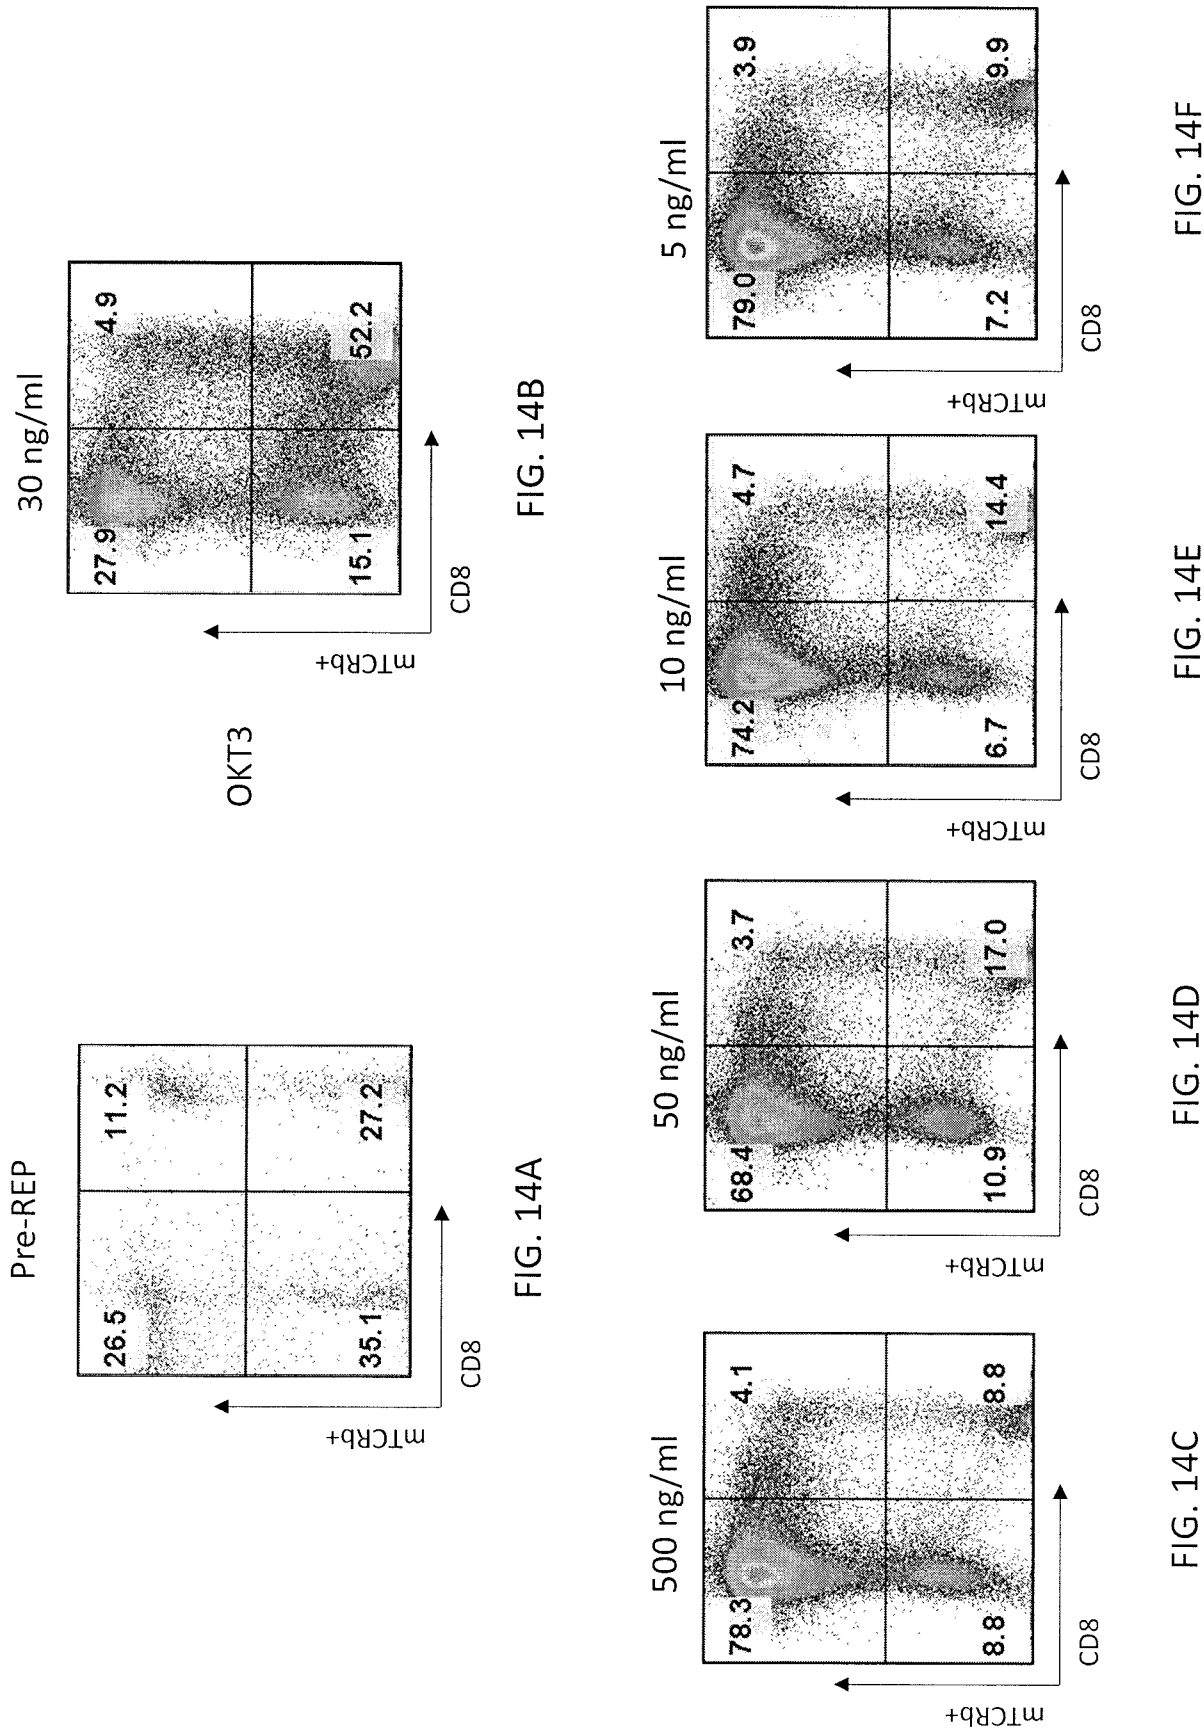 Pre-REP
26.5
11.2
35.1
27.2
mTCRb+
CD8
FIG. 14A
OKT3
30 ng/ml
27.9
4.9
15.1
52.2
mTCRb+
CD8
FIG. 14B
500 ng/ml
78.3
4.1
8.8
8.8
mTCRb+
CD8
FIG. 14C
50 ng/ml
68.4
3.7
10.9
17.0
mTCRb+
CD8
FIG. 14D
10 ng/ml
74.2
4.7
6.7
14.4
mTCRb+
CD8
FIG. 14E
5 ng/ml
79.0
3.9
7.2
9.9
mTCRb+
CD8
FIG. 14F